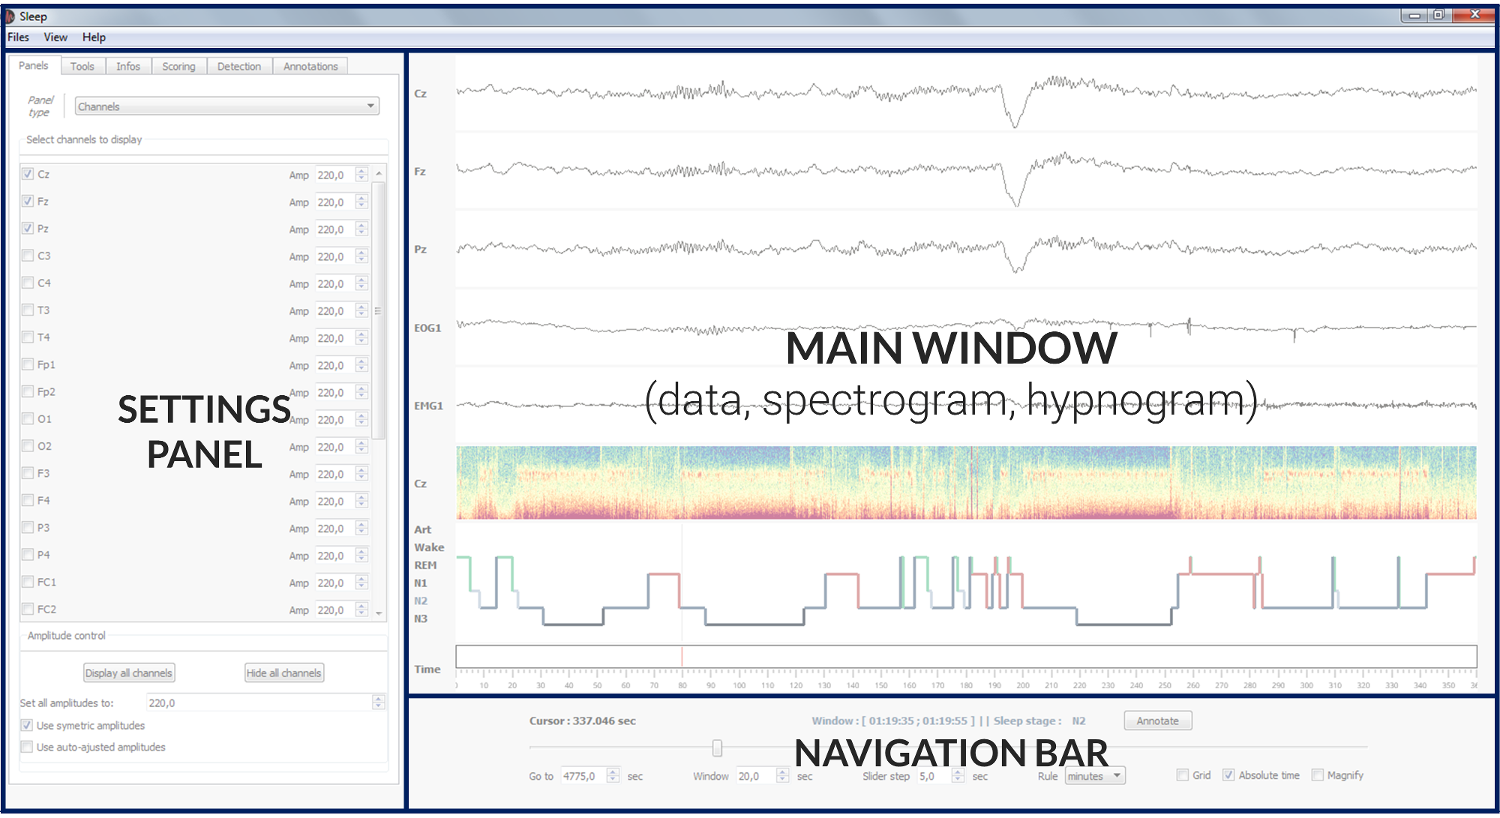 Sleep
Files View Help
Panels Tools Infos Scoring Detection Annotations
Panel type Channels
Select channels to display
Cz Amp 220,0
Fz Amp 220,0
Pz Amp 220,0
C3 Amp 220,0
C4 Amp 220,0
T3 Amp 220,0
T4 Amp 220,0
Fp1 Amp 220,0
Fp2 Amp 220,0
O1 Amp 220,0
O2 Amp 220,0
F3 Amp 220,0
F4 Amp 220,0
P3 Amp 220,0
P4 Amp 220,0
FC1 Amp 220,0
FC2 Amp 220,0
SETTINGS
PANEL
Amplitude control
Display all channels Hide all channels
Set all amplitudes to: 220,0
Use symetric amplitudes
Use auto-ajusted amplitudes
Cz
Fz
Pz
EOG1
EMG1
MAIN WINDOW
(data, spectrogram, hypnogram)
Cz
Art
Wake
REM
N1
N2
N3
Time
0 10 20 30 40 50 60 70 80 90 100 110 120 130 140 150 160 170 180 190 200 210 220 230 240 250 260 270 280 290 300 310 320 330 340 350 36
Cursor : 337.046 sec Window : [ 01:19:35 ; 01:19:55 ] || Sleep stage : N2 Annotate
NAVIGATION BAR
Go to 4775,0 sec Window 20,0 sec Slider step 5,0 sec Rule minutes Grid Absolute time Magnify